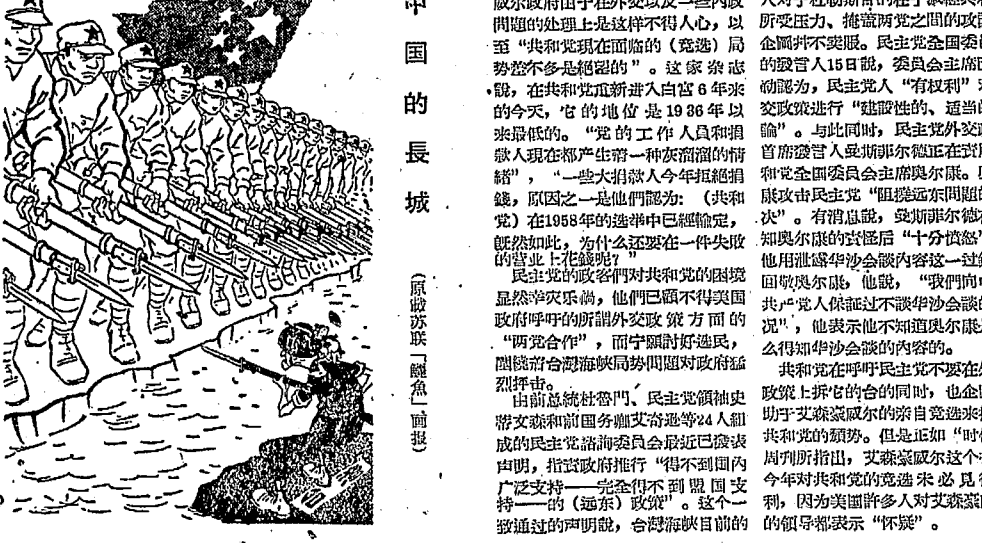 中国的長城
（原載苏联「鱷魚」画报）
威尔政府由于在外交以及一些内政
問題的处理上是这样不得人心，以
至“共和党現在面临的（竞选）局
势差不多是絕望的”。这家杂志
說，在共和党重新进入白宫6年来
的今天，它的地位是1936年以
来最低的。“党的工作人員和捐
款人現在都产生着一种灰溜溜的情
緒”，“一些大捐款人今年拒絕捐
錢，原因之一是他們認为：（共和
党）在1958年的选举中已經輸定，
既然如此，为什么还要在一件失敗
的营业上花錢呢？”
民主党的政客們对共和党的困境
显然幸灾乐禍，他們已顧不得美国
政府呼吁的所謂外交政策方面的
“两党合作”，而宁願討好选民，
围繞着台灣海峽局势問題对政府猛
烈抨击。
由前总統杜魯門、民主党領袖史
蒂文森和前国务卿艾奇遜等24人組
成的民主党諮詢委員会最近已發表
声明，指責政府推行“得不到国内
广泛支持——完全得不到盟国支
持——的（远东）政策”。这个一
致通过的声明說，台灣海峽目前的
所受压力、掩盖两党之間的攻
企圖幷不卖賬。民主党全国委
的發言人15日說，委員会主席
勒認为，民主党人“有权利”
交政策进行“建設性的、适当的
論”。与此同时，民主党外交
首席發言人曼斯菲尔德正在責
和党全国委員会主席奥尔康。
康攻击民主党“阻撓远东問題的
决”。有消息說，曼斯菲尔德
知奥尔康的責怪后“十分愤怒”
他用泄露华沙会談内容这一过
回敬奥尔康，他說，“我們向
共产党人保証过不談华沙会談的
况”，他表示他不知道奥尔康
么得知华沙会談的内容的。
共和党在呼吁民主党不要在
政策上拆它的台的同时，也企
助于艾森豪威尔的亲自竞选来
共和党的頹势。但是正如“时
周刊所指出，艾森豪威尔这个
今年对共和党的竞选未必見
利，因为美国許多人对艾森豪
的領导都表示“怀疑”。